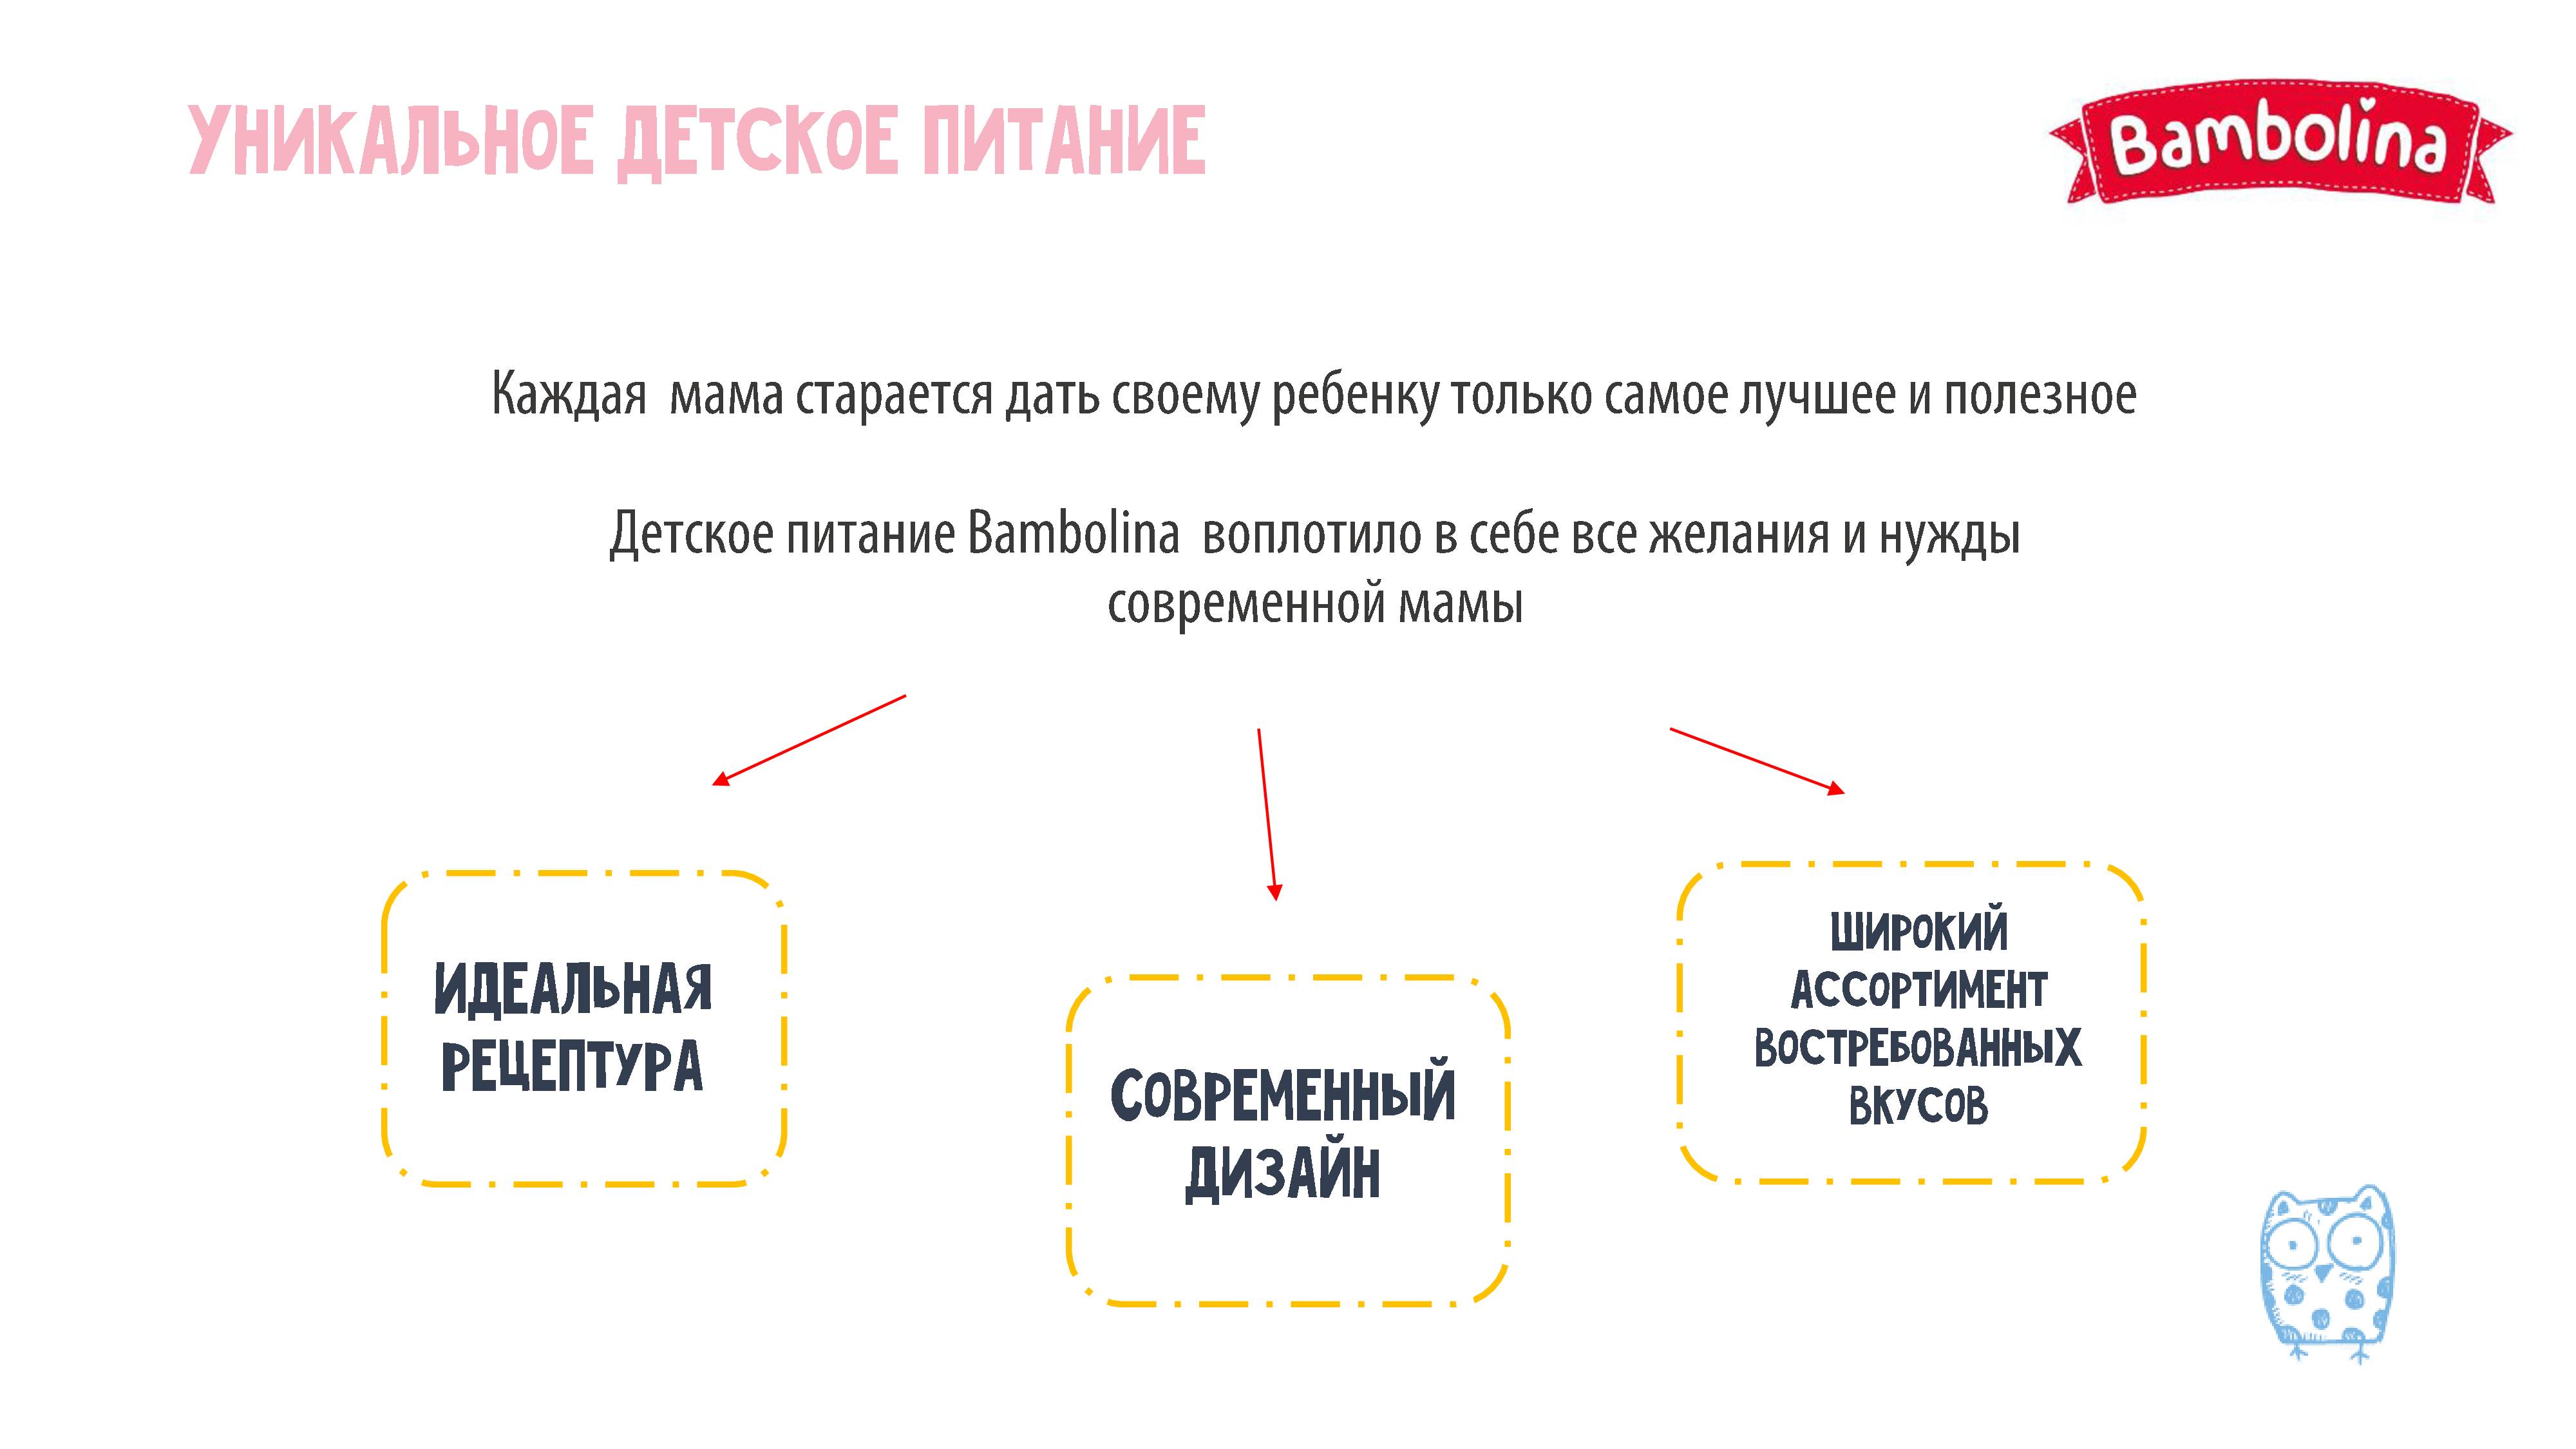 УНИКАЛЬНОЕ ДЕТСКОЕ ПИТАНИЕ
Bambolina
Каждая мама старается дать своему ребенку только самое лучшее и полезное
Детское питание Bambolina воплотило в себе все желания и нужды
современной мамы
ИДЕАЛЬНАЯ
РЕЦЕПТУРА
СОВРЕМЕННЫЙ
ДИЗАЙН
ШИРОКИЙ
АССОРТИМЕНТ
ВОСТРЕБОВАННЫХ
ВКУСОВ